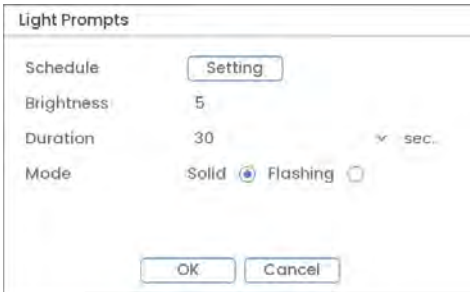 Light Prompts
Schedule Setting
Brightness 5
Duration 30 sec.
Mode Solid Flashing
OK Cancel